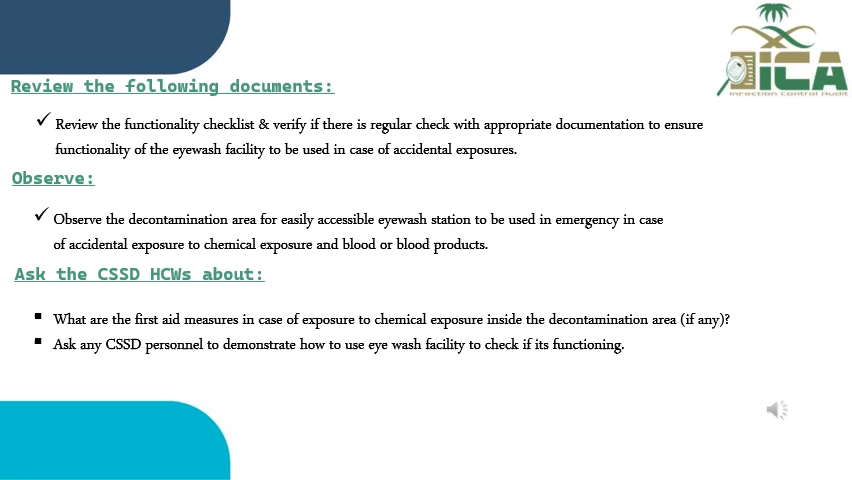 ICA
Infection Control Audit
Review the following documents:
✓ Review the functionality checklist & verify if there is regular check with appropriate documentation to ensure
functionality of the eyewash facility to be used in case of accidental exposures.
Observe:
✓ Observe the decontamination area for easily accessible eyewash station to be used in emergency in case
of accidental exposure to chemical exposure and blood or blood products.
Ask the CSSD HCWs about:
▪ What are the first aid measures in case of exposure to chemical exposure inside the decontamination area (if any)?
▪ Ask any CSSD personnel to demonstrate how to use eye wash facility to check if its functioning.